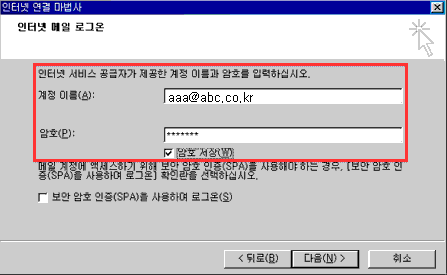 인터넷 연결 마법사
인터넷 메일 로그온
인터넷 서비스 공급자가 제공한 계정 이름과 암호를 입력하십시오.
계정 이름(A):
aaa@abc.co.kr
암호(P):
*******
암호 저장(W)
메일 계정에 액세스하기 위해 보안 암호 인증(SPA)을 사용해야 하는 경우, [보안 암호 인
증(SPA)을 사용하여 로그온] 확인란을 선택하십시오.
보안 암호 인증(SPA)을 사용하여 로그온(S)
< 뒤로(B)
다음(N) >
취소